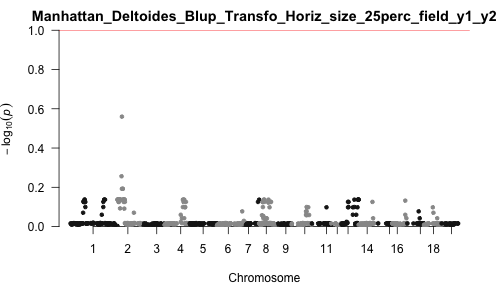 Manhattan_Deltoides_Blup_Transfo_Horiz_size_25perc_field_y1_y2
1.0
0.8
0.6
0.4
0.2
0.0
− log10(p)
1 2 3 4 5 6 7 8 9 11 14 16 18
Chromosome